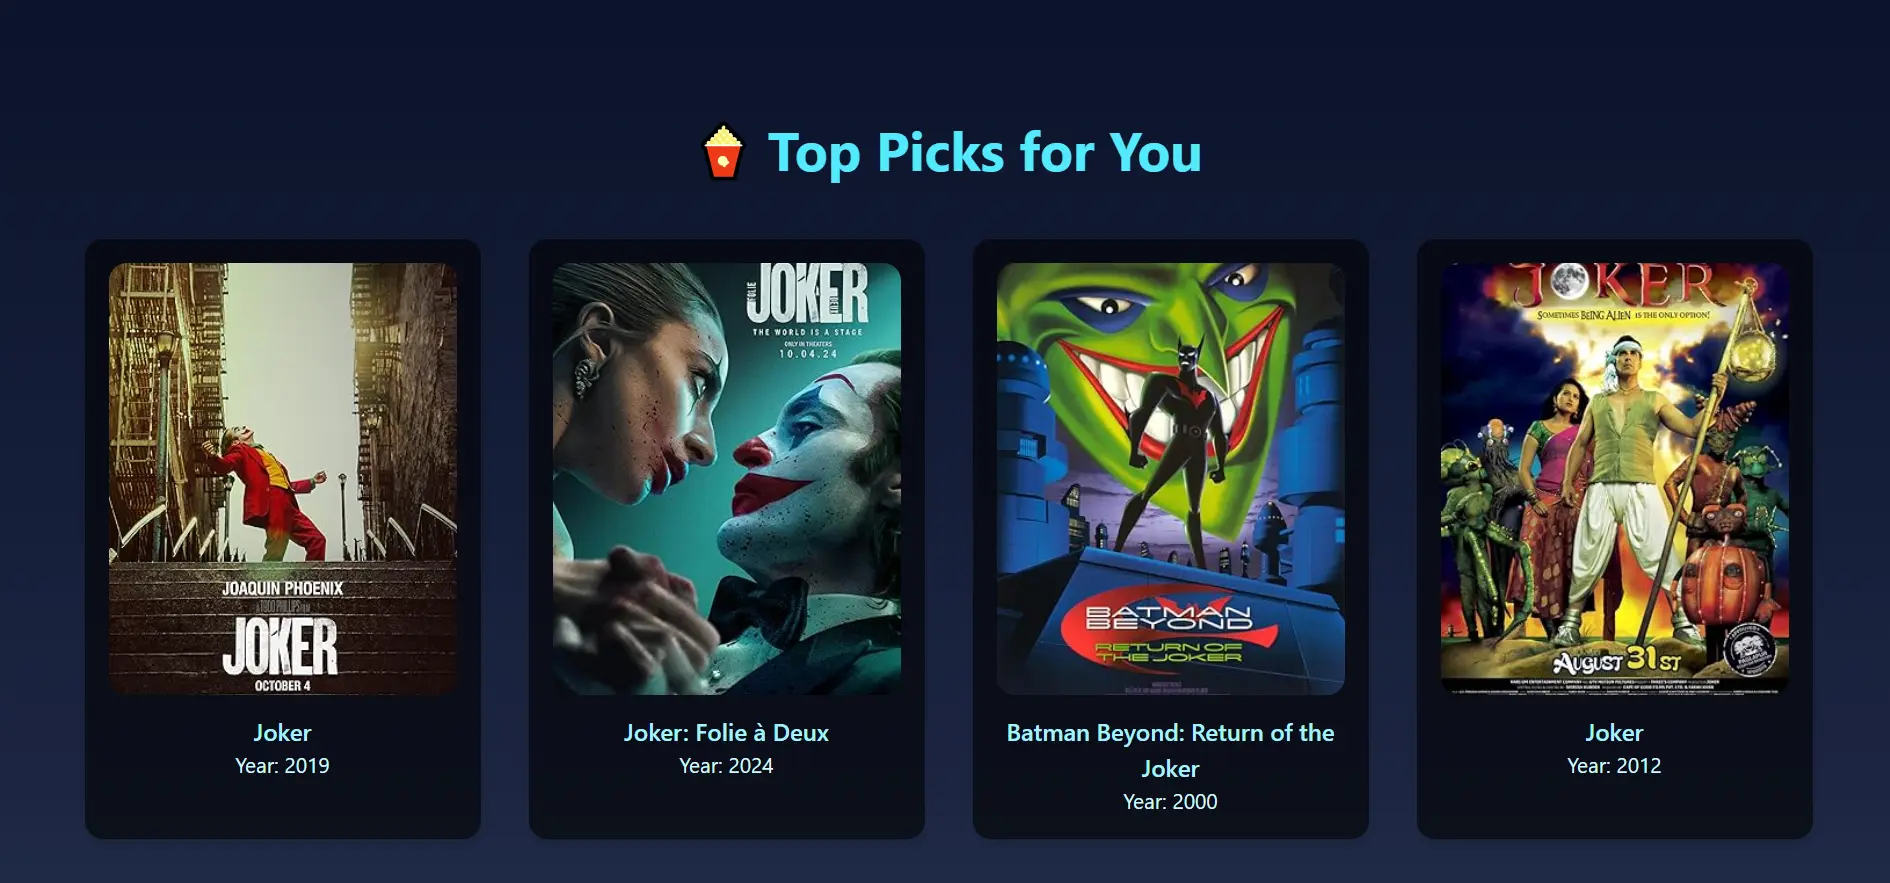 Top Picks for You
JOAQUIN PHOENIX
A TODD PHILLIPS FILM
JOKER
OCTOBER 4
Joker
Year: 2019
FOLIE JOKER DEUX
THE WORLD IS A STAGE
ONLY IN THEATERS
10.04.24
Joker: Folie à Deux
Year: 2024
BATMAN
BEYOND
RETURN OF
THE JOKER
Batman Beyond: Return of the
Joker
Year: 2000
JOKER
SOMETIMES BEING ALIEN IS THE ONLY OPTION!
AUGUST 31ST
Joker
Year: 2012